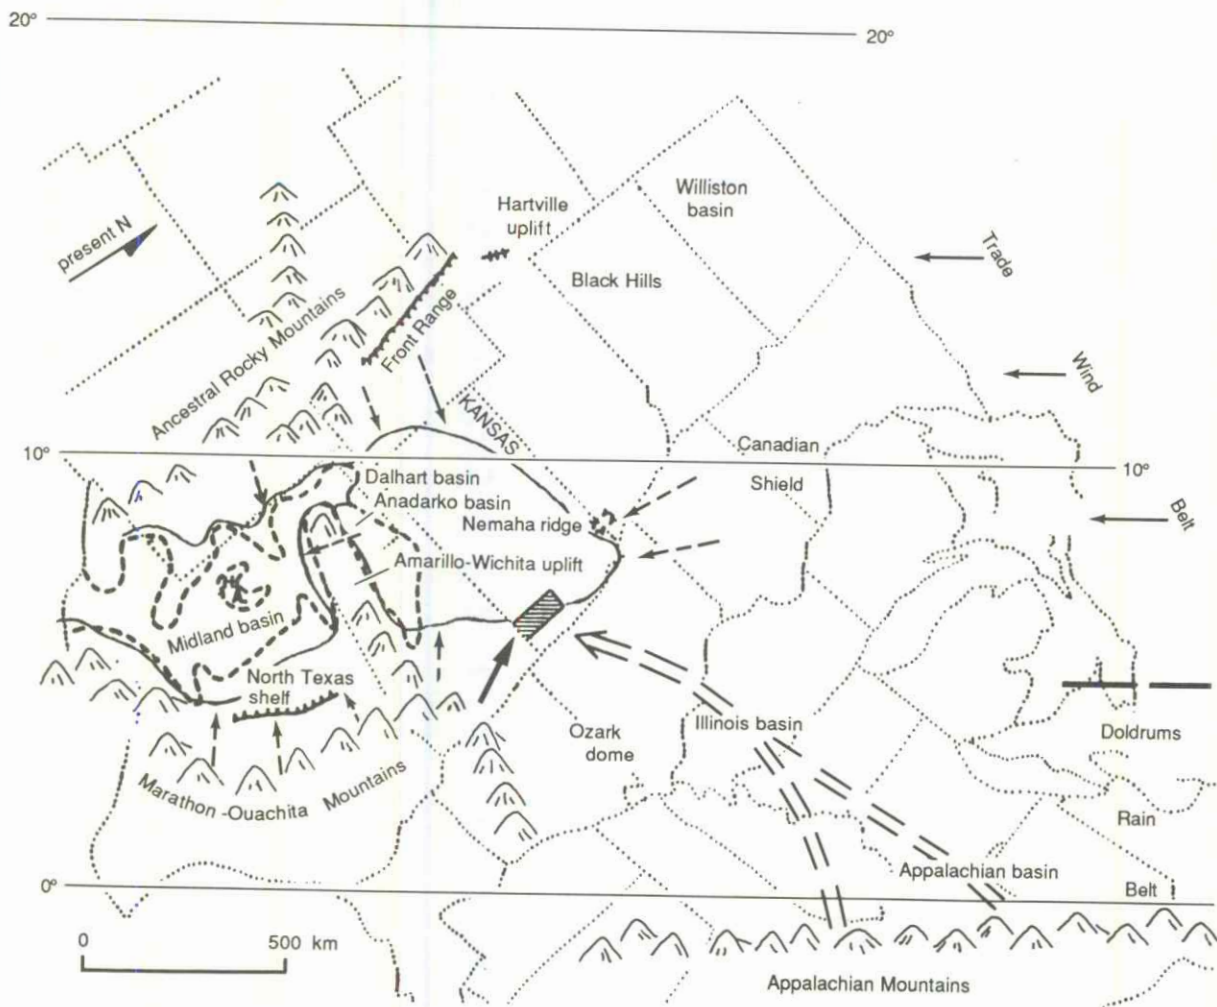 20°
20°
Hartville
uplift
Williston
basin
present N
Trade
Black Hills
Ancestral Rocky Mountains
Front Range
Wind
KANSAS
10°
Canadian
10°
Dalhart basin
Shield
Anadarko basin
Nemaha ridge
Belt
Amarillo-Wichita uplift
Midland basin
North Texas
shelf
Ozark
dome
Illinois basin
Doldrums
Marathon -Ouachita Mountains
Rain
Appalachian basin
0°
Belt
0 500 km
Appalachian Mountains